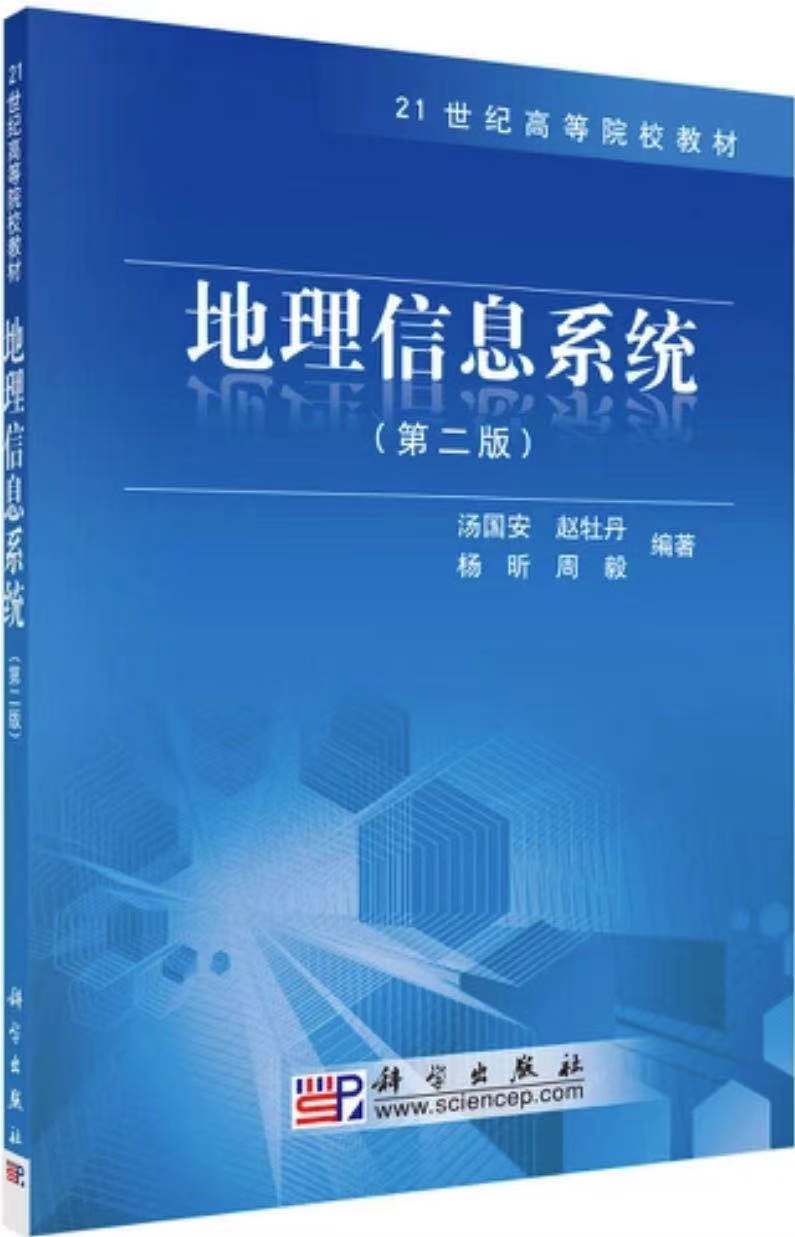 21世纪高等院校教材
地理信息系统
（第二版）
汤国安 赵牡丹
杨昕 周毅
编著
科学出版社
www.sciencep.com
21世纪高等院校教材
地理信息系统
（第二版）
科学出版社